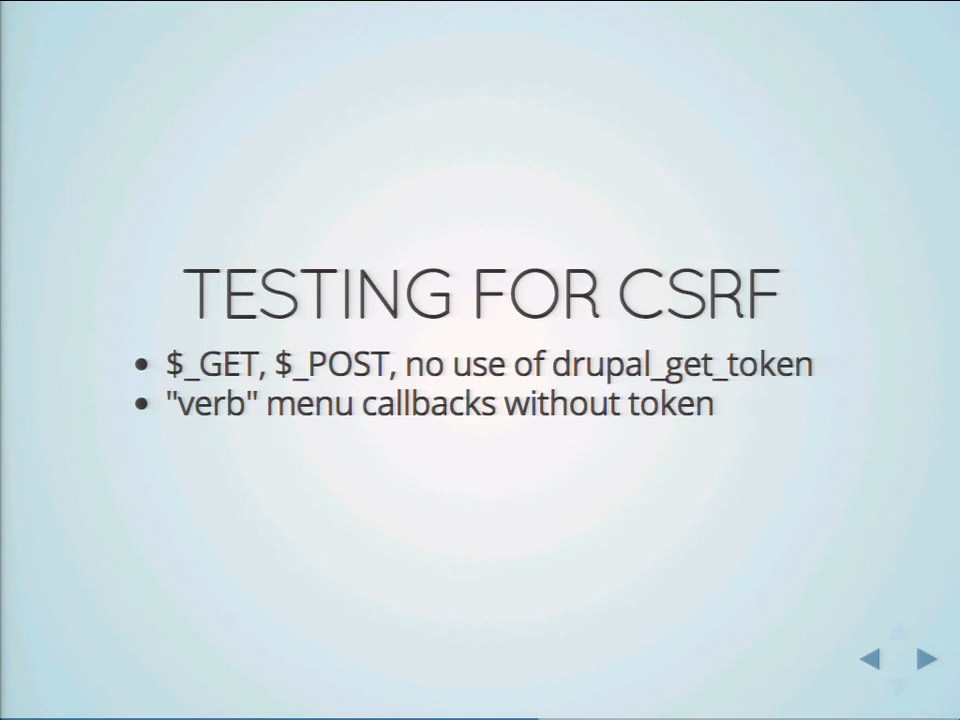 TESTING FOR CSRF
• $_GET, $_POST, no use of drupal_get_token
• "verb" menu callbacks without token